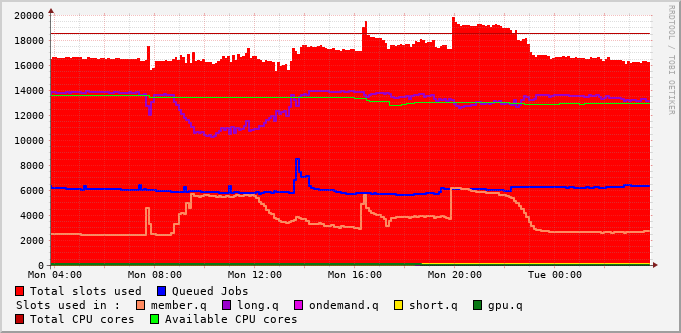 20000
18000
16000
14000
12000
10000
8000
6000
4000
2000
0
Mon 04:00 Mon 08:00 Mon 12:00 Mon 16:00 Mon 20:00 Tue 00:00
RRDTOOL / TOBI OETIKER
Total slots used Queued Jobs
Slots used in : member.q long.q ondemand.q short.q gpu.q
Total CPU cores Available CPU cores